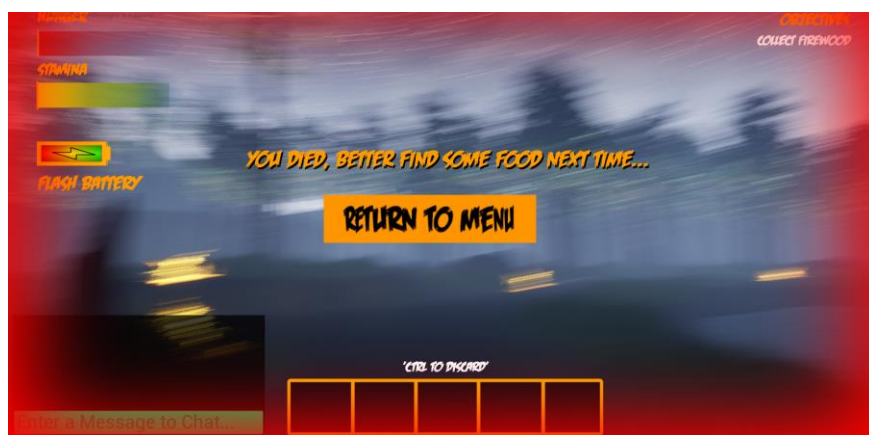 HUNGER
STAMINA
FLASH BATTERY
OBJECTIVES
COLLECT FIREWOOD
YOU DIED, BETTER FIND SOME FOOD NEXT TIME...
RETURN TO MENU
'CTRL TO DISCARD'
Enter a Message to Chat...